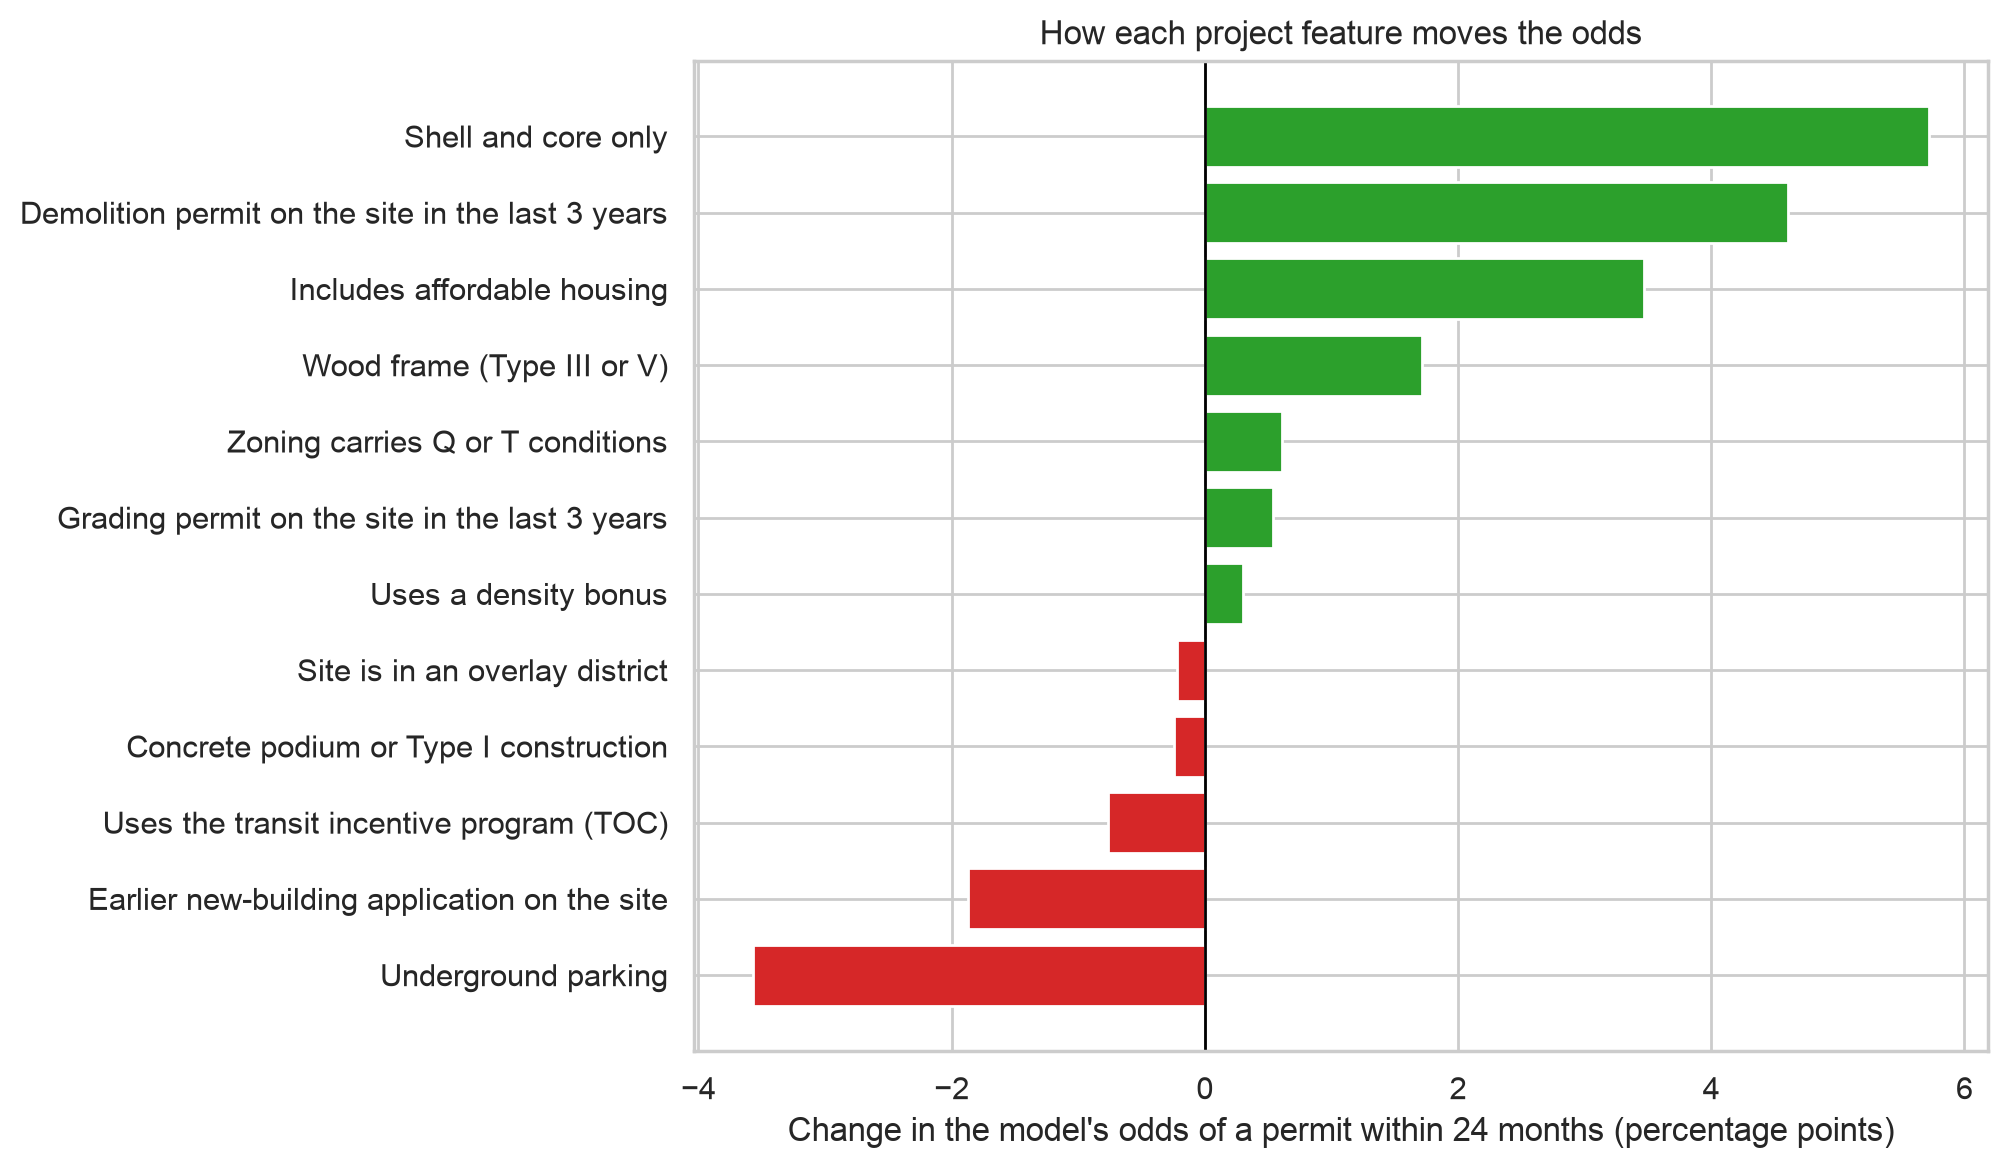 How each project feature moves the odds
Shell and core only
Demolition permit on the site in the last 3 years
Includes affordable housing
Wood frame (Type III or V)
Zoning carries Q or T conditions
Grading permit on the site in the last 3 years
Uses a density bonus
Site is in an overlay district
Concrete podium or Type I construction
Uses the transit incentive program (TOC)
Earlier new-building application on the site
Underground parking
−4 −2 0 2 4 6
Change in the model's odds of a permit within 24 months (percentage points)